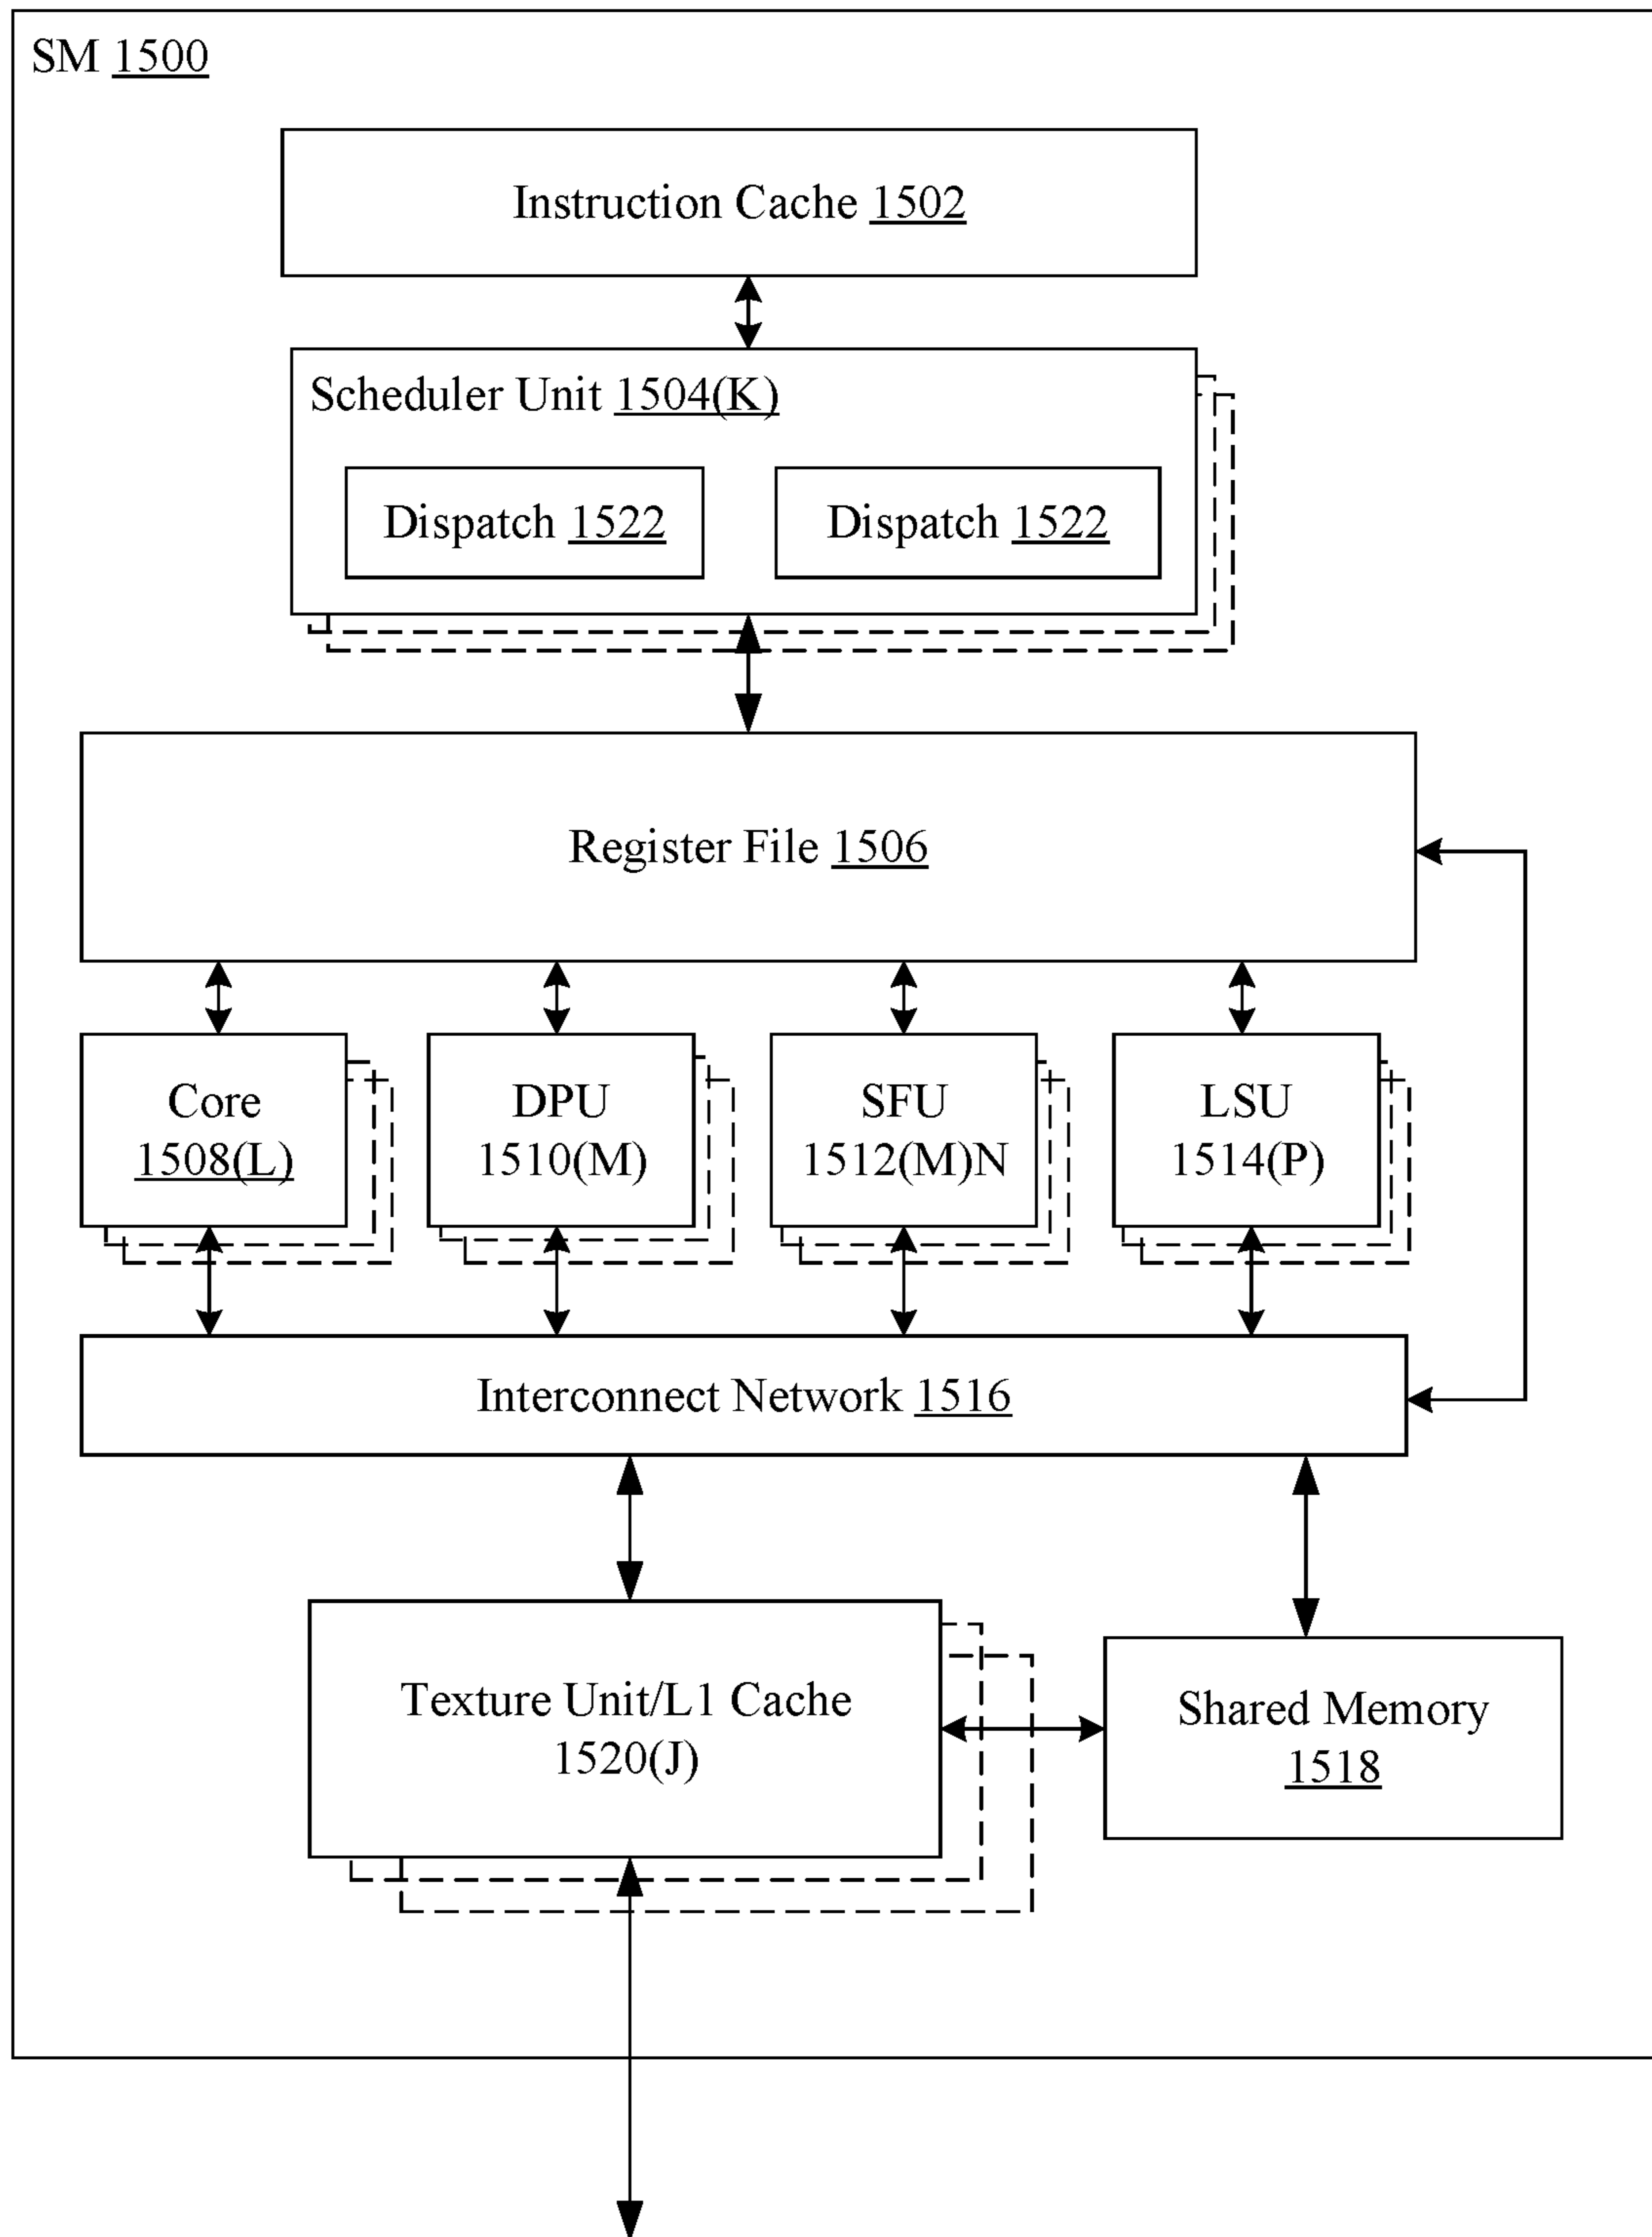 SM 1500
Instruction Cache 1502
Scheduler Unit 1504(K)
Dispatch 1522
Dispatch 1522
Register File 1506
Core
1508(L)
DPU
1510(M)
SFU
1512(M)N
LSU
1514(P)
Interconnect Network 1516
Texture Unit/L1 Cache
1520(J)
Shared Memory
1518